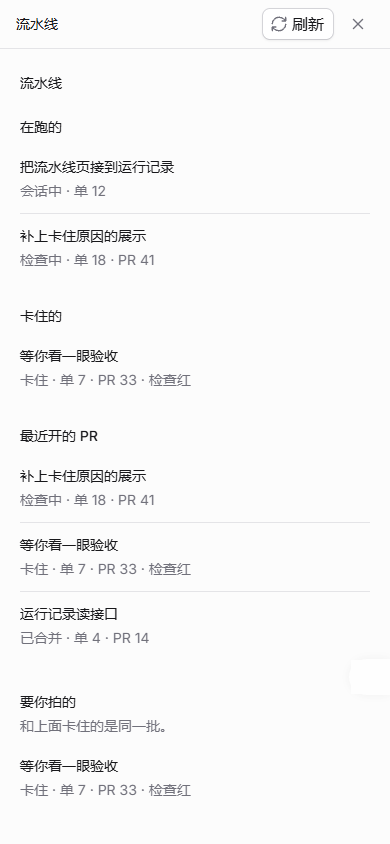 流水线
刷新
流水线
在跑的
把流水线页接到运行记录
会话中 · 单 12
补上卡住原因的展示
检查中 · 单 18 · PR 41
卡住的
等你看一眼验收
卡住 · 单 7 · PR 33 · 检查红
最近开的 PR
补上卡住原因的展示
检查中 · 单 18 · PR 41
等你看一眼验收
卡住 · 单 7 · PR 33 · 检查红
运行记录读接口
已合并 · 单 4 · PR 14
要你拍的
和上面卡住的是同一批。
等你看一眼验收
卡住 · 单 7 · PR 33 · 检查红